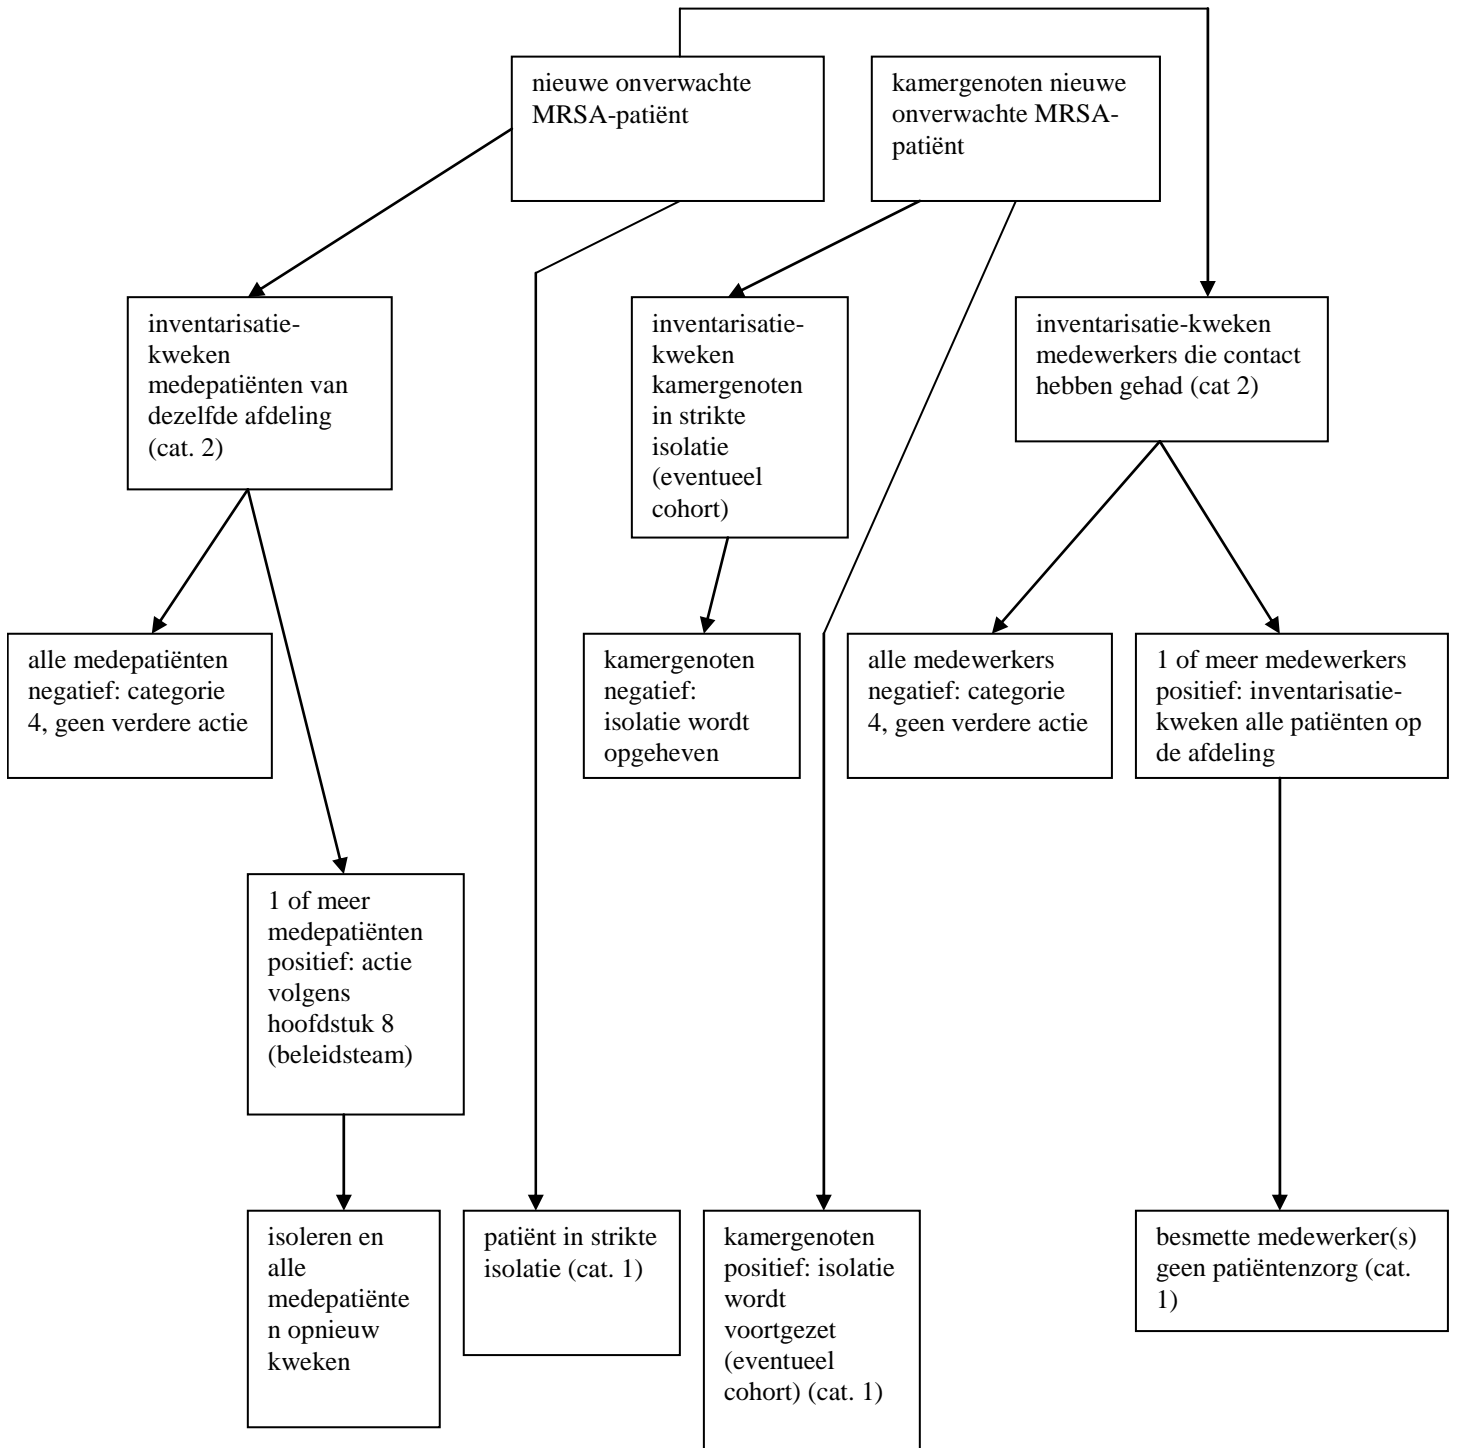 nieuwe onverwachte
MRSA-patiënt
kamergenoten nieuwe
onverwachte MRSA-
patiënt
inventarisatie-
kweken
medepatiënten van
dezelfde afdeling
(cat. 2)
inventarisatie-
kweken
kamergenoten
in strikte
isolatie
(eventueel
cohort)
inventarisatie-kweken
medewerkers die contact
hebben gehad (cat 2)
alle medepatiënten
negatief: categorie
4, geen verdere actie
kamergenoten
negatief:
isolatie wordt
opgeheven
alle medewerkers
negatief: categorie
4, geen verdere actie
1 of meer medewerkers
positief: inventarisatie-
kweken alle patiënten op
de afdeling
1 of meer
medepatiënten
positief: actie
volgens
hoofdstuk 8
(beleidsteam)
isoleren en
alle
medepatiënte
n opnieuw
kweken
patiënt in strikte
isolatie (cat. 1)
kamergenoten
positief: isolatie
wordt
voortgezet
(eventueel
cohort) (cat. 1)
besmette medewerker(s)
geen patiëntenzorg (cat.
1)